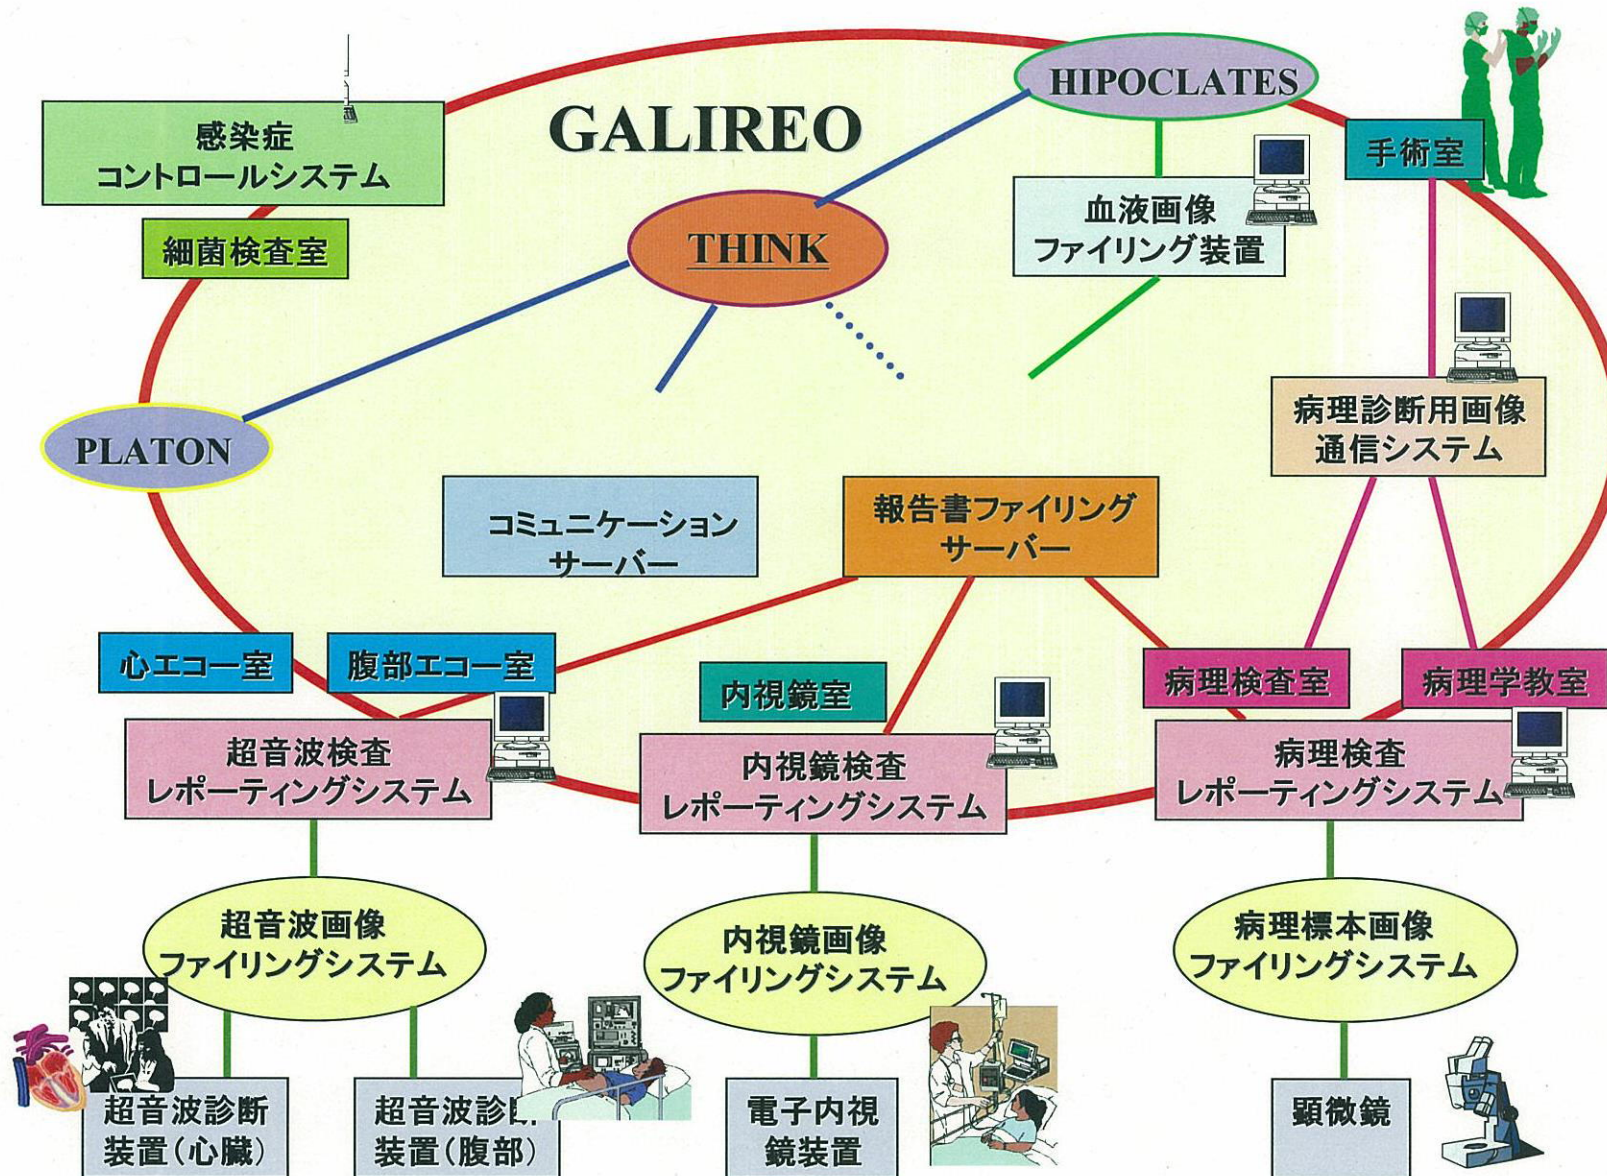 HIPOCLATES
GALIREO
感染症
コントロールシステム
手術室
血液画像
ファイリング装置
細菌検査室
THINK
病理診断用画像
通信システム
PLATON
コミュニケーション
サーバー
報告書ファイリング
サーバー
心エコー室
腹部エコー室
内視鏡室
病理検査室
病理学教室
超音波検査
レポーティングシステム
内視鏡検査
レポーティングシステム
病理検査
レポーティングシステム
超音波画像
ファイリングシステム
内視鏡画像
ファイリングシステム
病理標本画像
ファイリングシステム
超音波診断
装置(心臓)
超音波診断
装置(腹部)
電子内視
鏡装置
顕微鏡